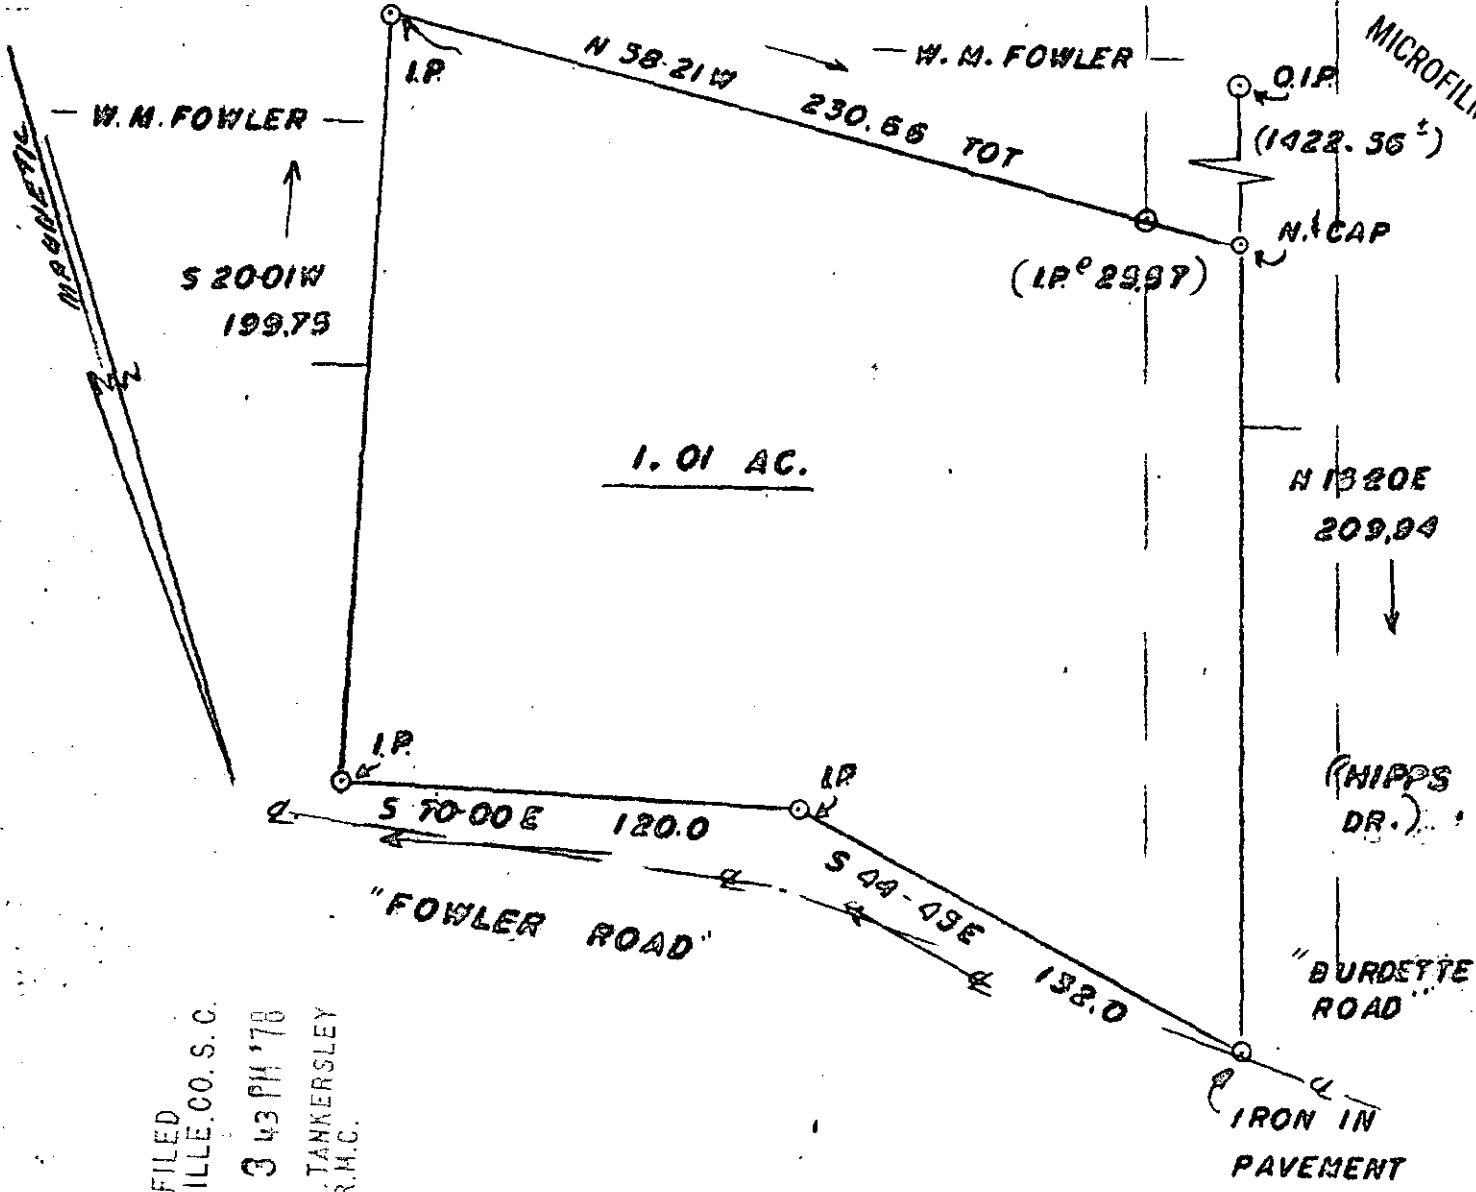 MICROFILM
I.P.
N 58-21 W
230.66 TOT
— W.M. FOWLER —
O.I.P.
(1422.36±)
— W.M. FOWLER —
MAGNETIC
N. & CAP
(I.P. @ 29.97)
S 20-01 W
199.75
1.01 AC.
N 13-20 E
209.94
I.P.
I.P.
(HIPPS
DR.)
S 70-00 E
120.0
S 44-49 E
138.0
"FOWLER ROAD"
"BURDETTE
ROAD"
IRON IN
PAVEMENT
FILED
ILLE.CO.S.C.
3 43 PM '78
TANKERSLEY
R.M.C.